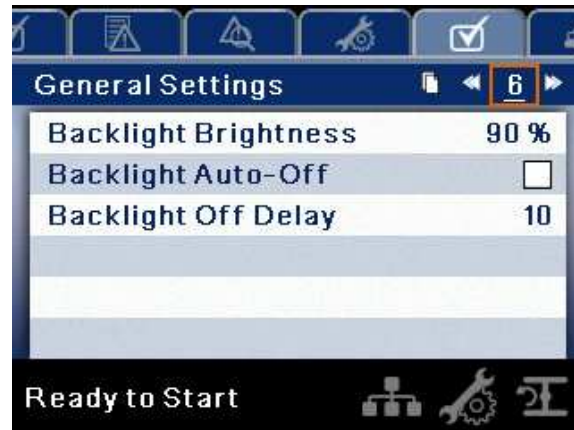 General Settings 6
Backlight Brightness 90 %
Backlight Auto-Off
Backlight Off Delay 10
Ready to Start